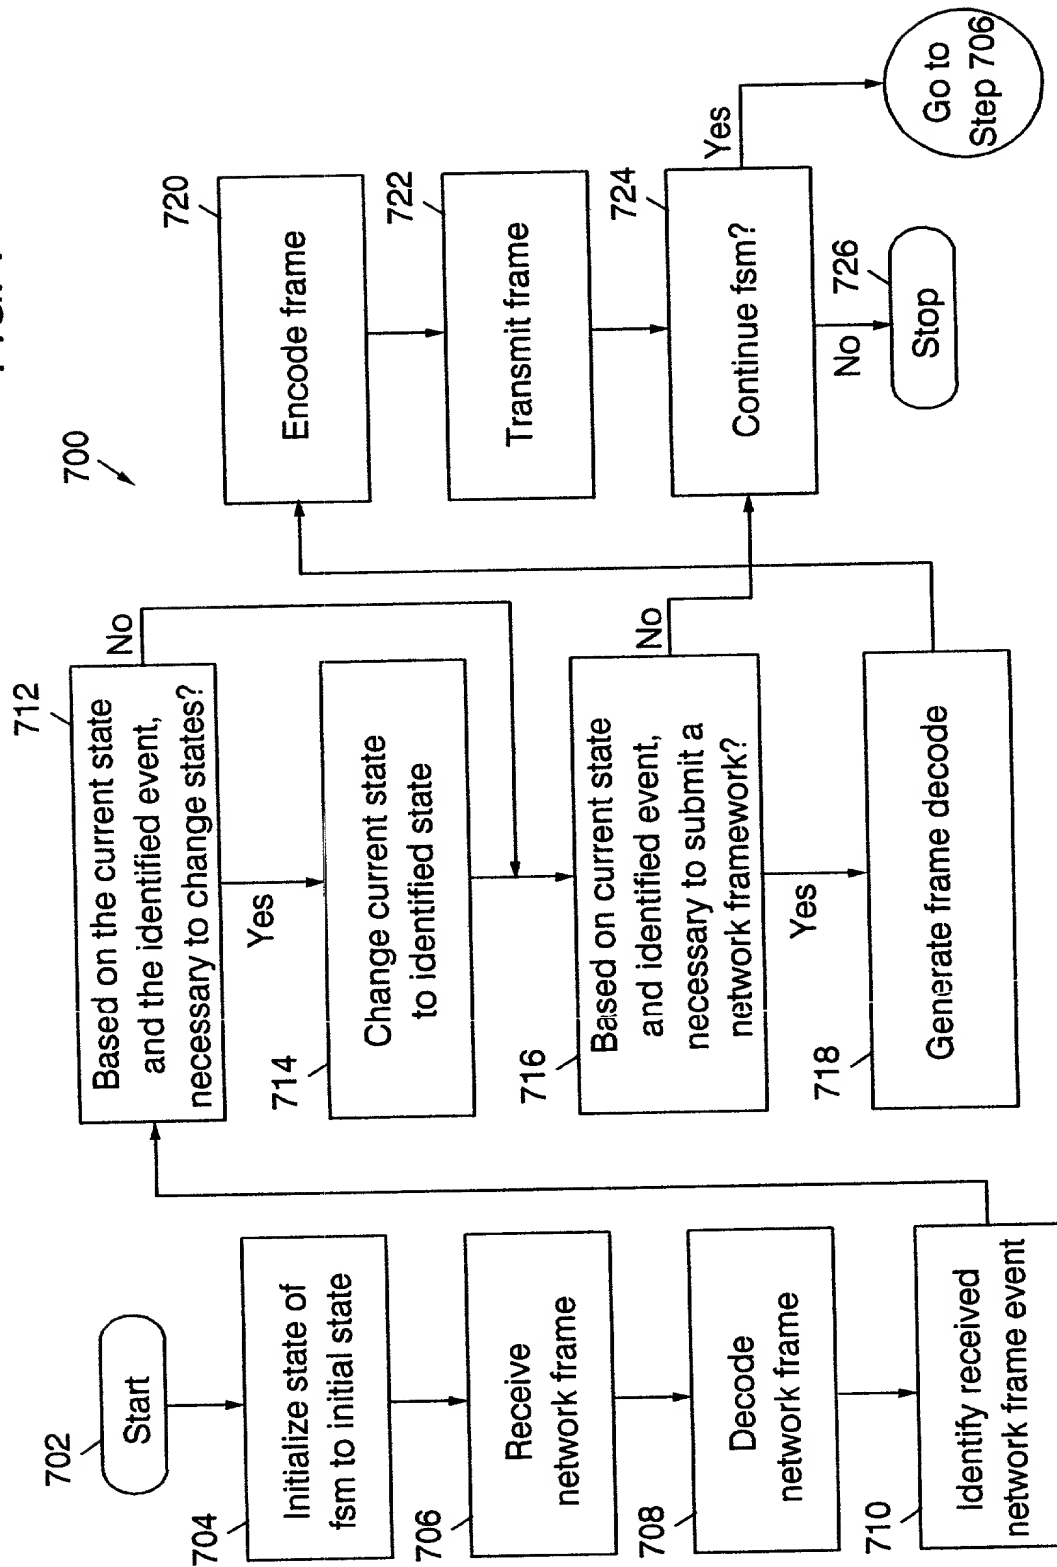 700
702
Start
704
Initialize state of
fsm to initial state
706
Receive
network frame
708
Decode
network frame
710
Identify received
network frame event
712
Based on the current state
and the identified event,
necessary to change states?
No
Yes
714
Change current state
to identified state
716
Based on current state
and identified event,
necessary to submit a
network framework?
No
Yes
718
Generate frame decode
720
Encode frame
722
Transmit frame
724
Continue fsm?
Yes
No
726
Stop
Go to
Step 706